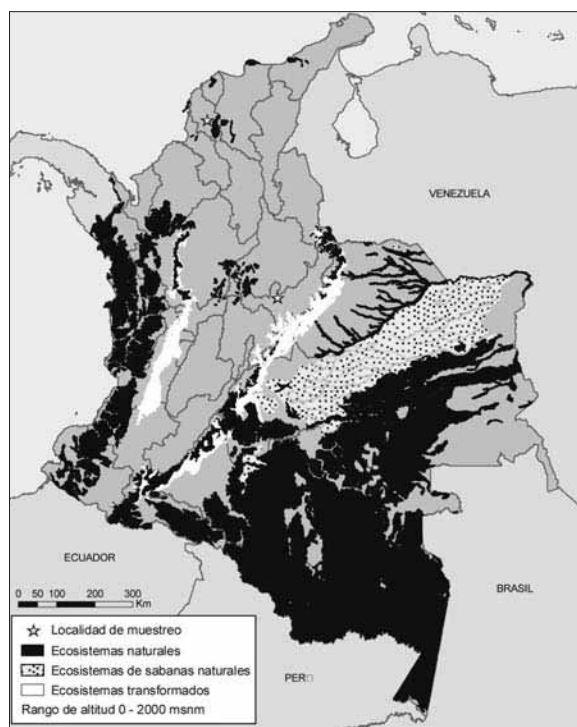 VENEZUELA
ECUADOR
BRASIL
PERÚ
0 50 100 200 300
Km
Localidad de muestreo
Ecosistemas naturales
Ecosistemas de sabanas naturales
Ecosistemas transformados
Rango de altitud 0 - 2000 msnm